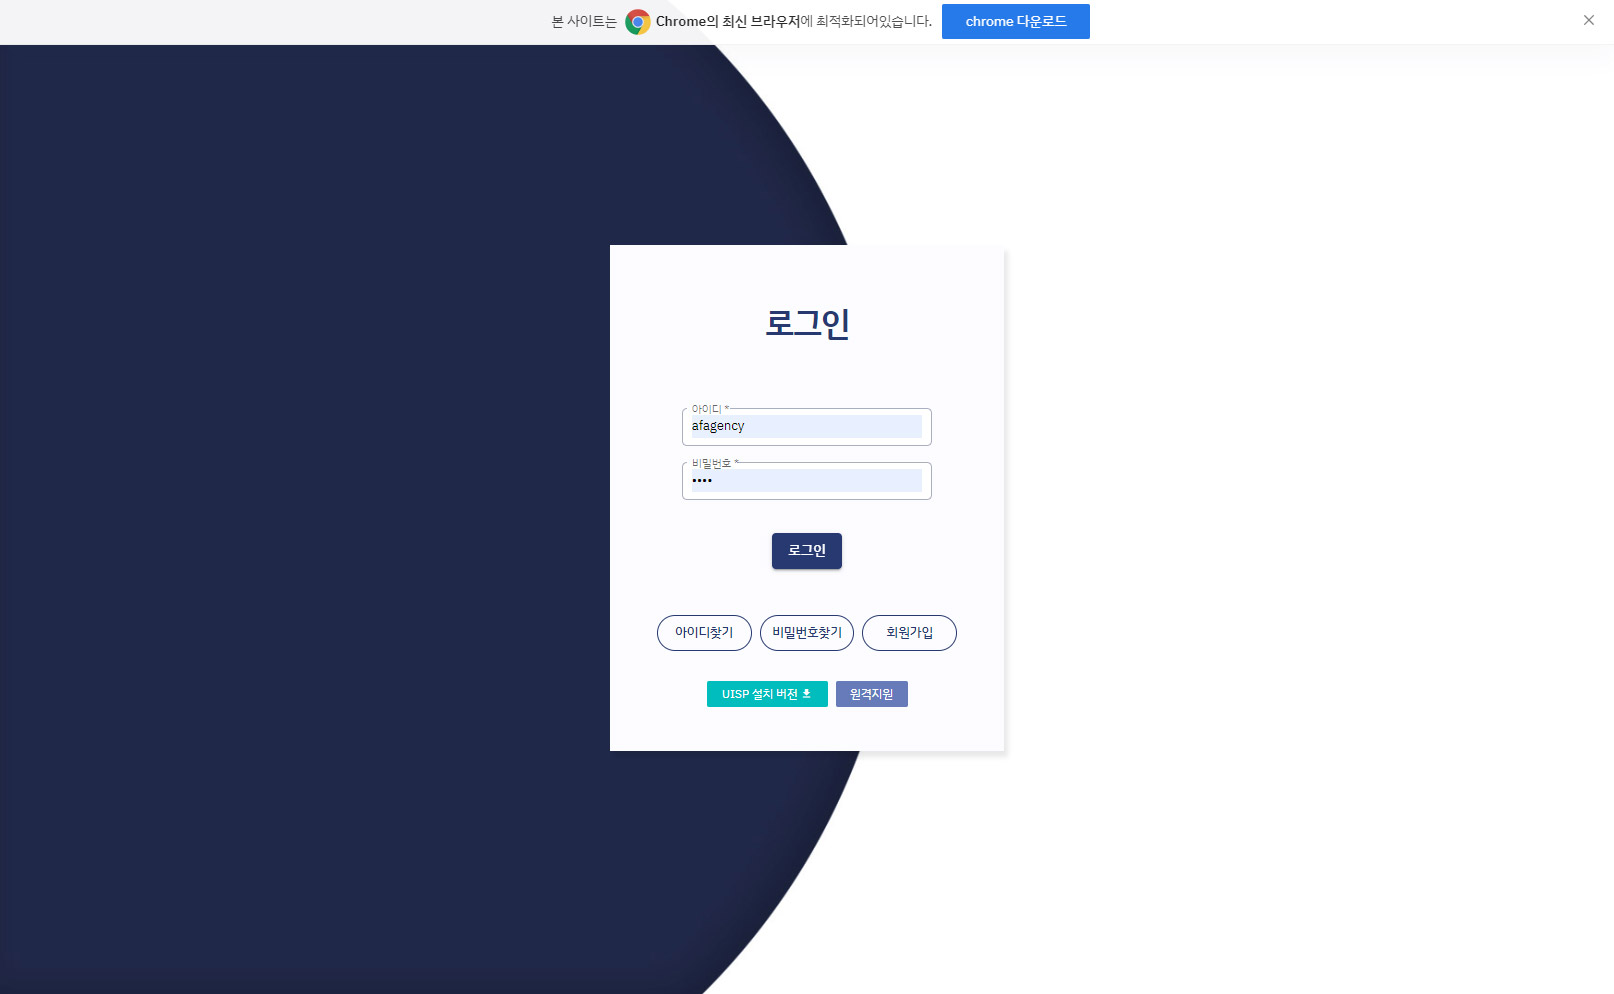 본 사이트는 Chrome의 최신 브라우저에 최적화되어있습니다. chrome 다운로드
로그인
아이디 *
afagency
비밀번호 *
••••
로그인
아이디찾기 비밀번호찾기 회원가입
UISP 설치 버전 원격지원